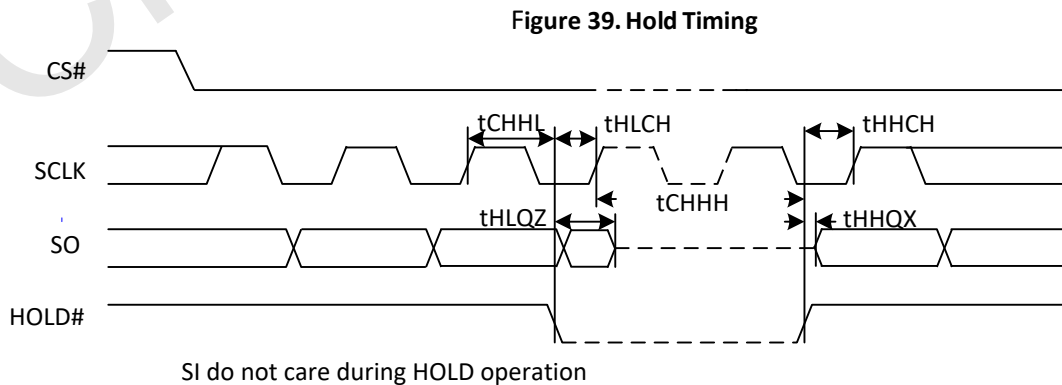 Figure 39. Hold Timing
CS#
tCHHL
tHLCH
tHHCH
SCLK
tCHHH
tHLQZ
tHHQX
SO
HOLD#
SI do not care during HOLD operation